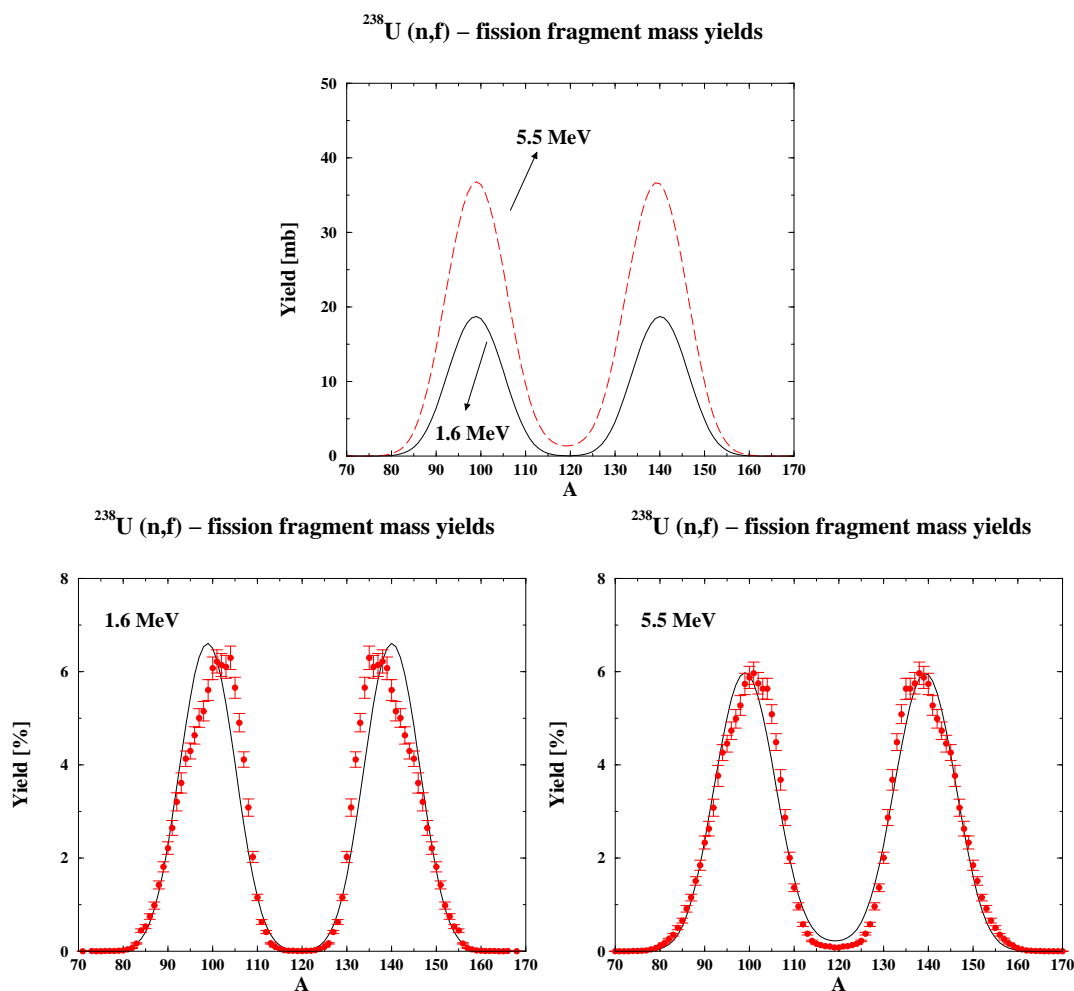 ²³⁸U (n,f) – fission fragment mass yields
50
40
30
20
10
0
Yield [mb]
5.5 MeV
1.6 MeV
70 80 90 100 110 120 130 140 150 160 170
A
²³⁸U (n,f) – fission fragment mass yields
8
6
4
2
0
Yield [%]
1.6 MeV
80 90 100 110 120 130 140 150 160 170
A
²³⁸U (n,f) – fission fragment mass yields
8
6
4
2
0
Yield [%]
5.5 MeV
70 80 90 100 110 120 130 140 150 160 170
A